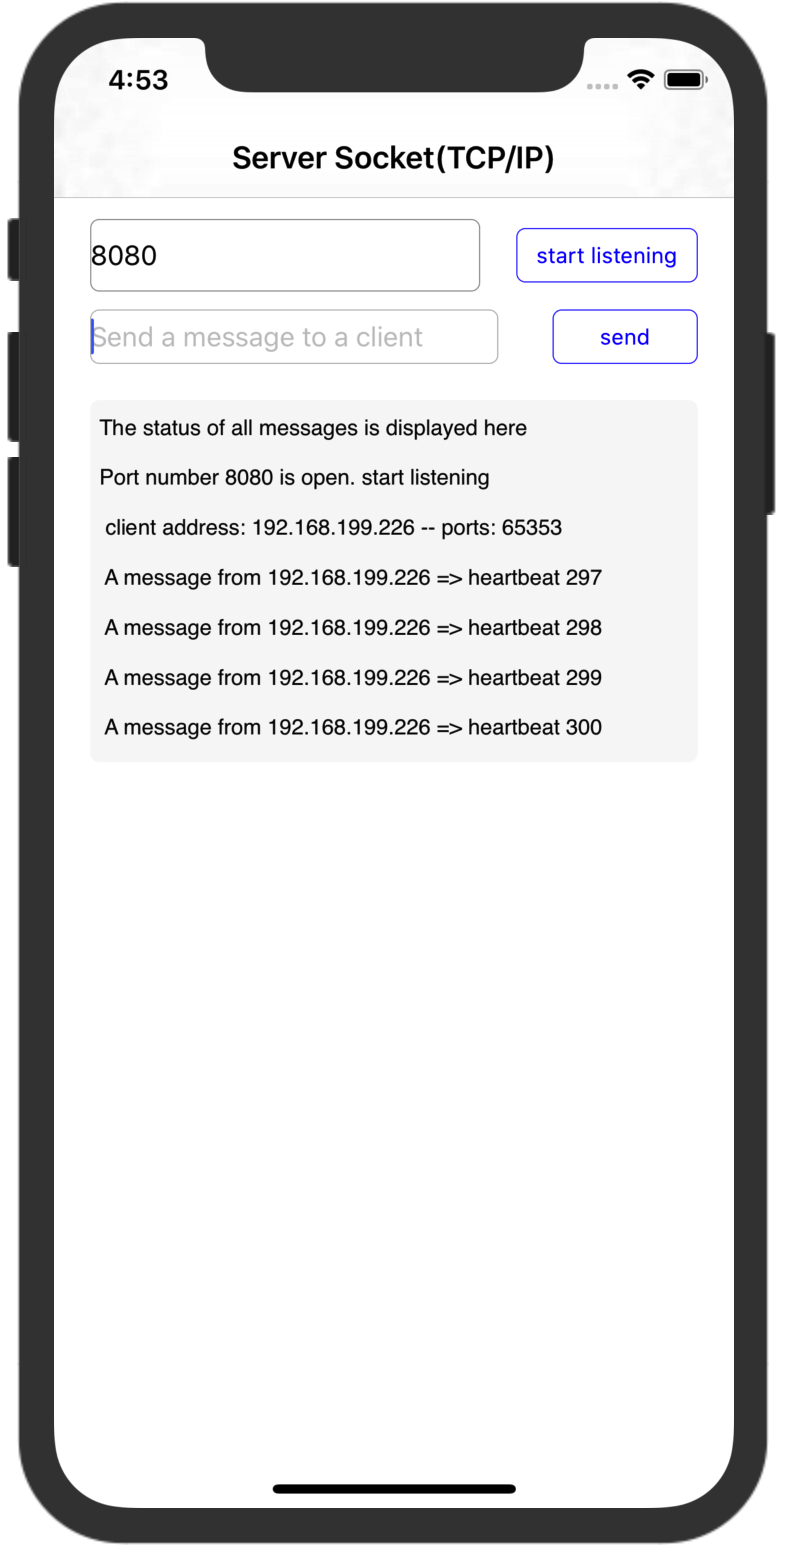 4:53
Server Socket(TCP/IP)
8080
start listening
Send a message to a client
send
The status of all messages is displayed here
Port number 8080 is open. start listening
client address: 192.168.199.226 -- ports: 65353
A message from 192.168.199.226 => heartbeat 297
A message from 192.168.199.226 => heartbeat 298
A message from 192.168.199.226 => heartbeat 299
A message from 192.168.199.226 => heartbeat 300